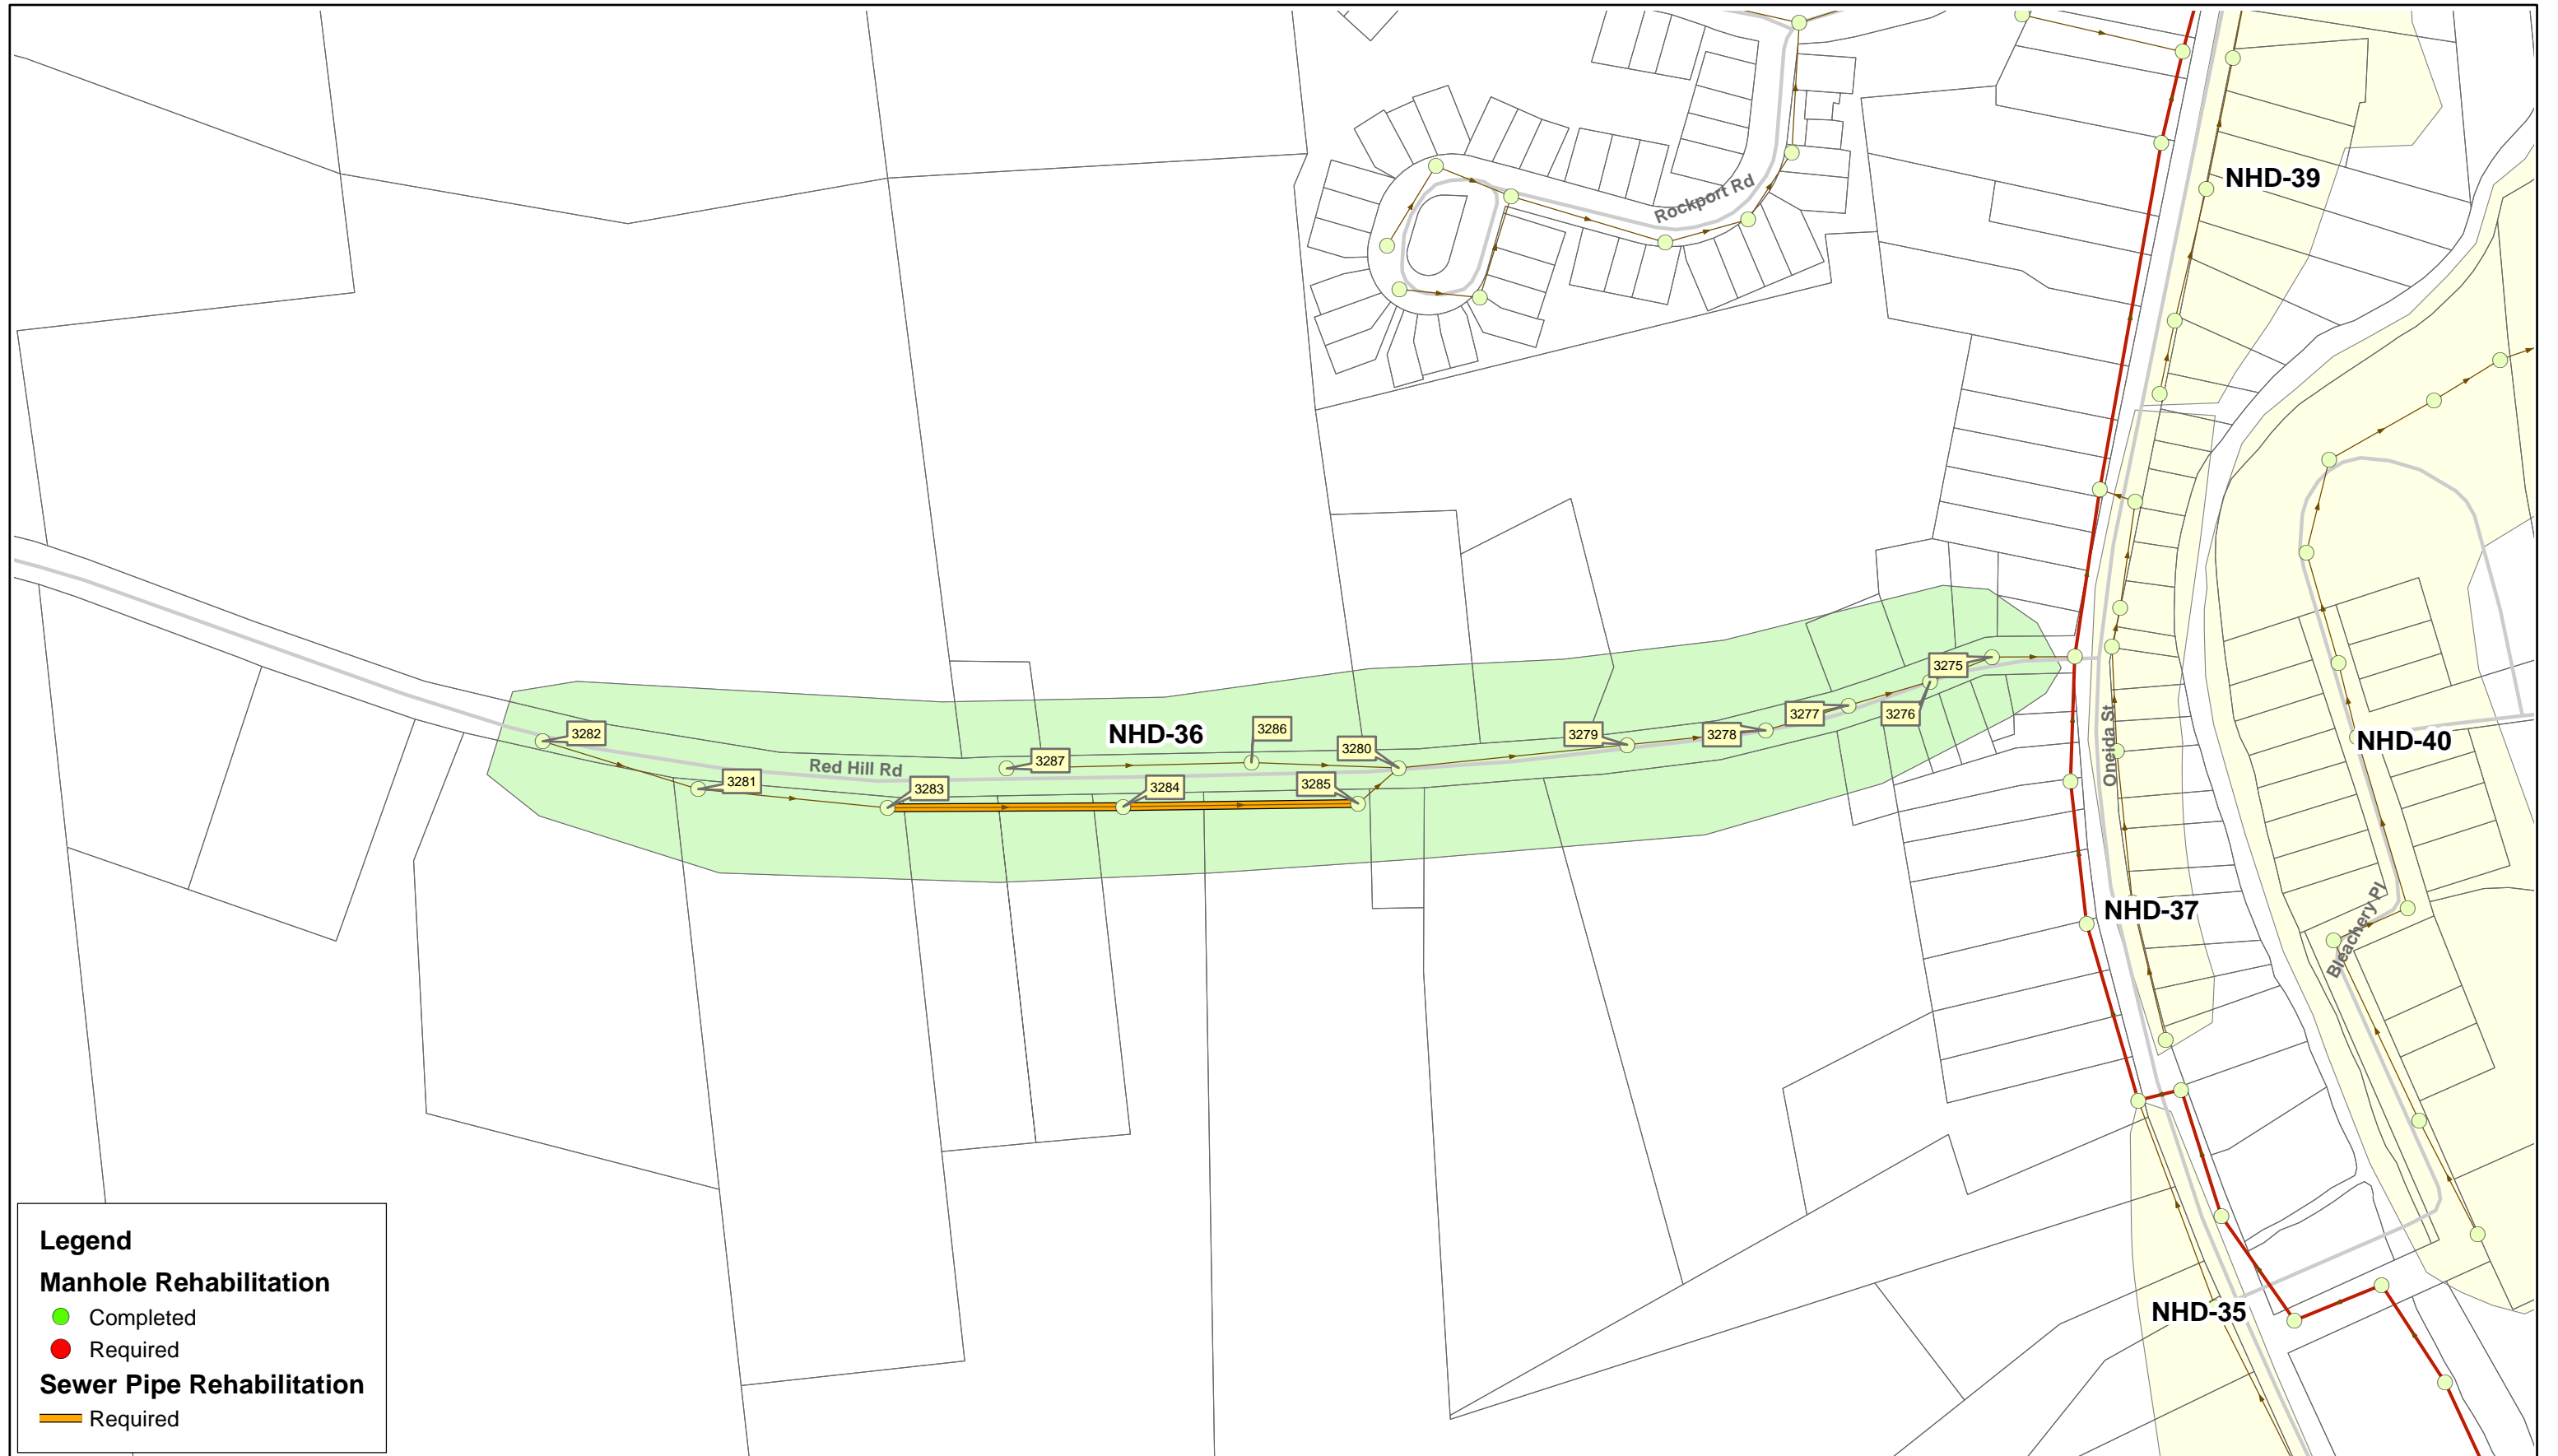 Rockport Rd
NHD-39
3275
3282
NHD-36
3286
3279
3278
3277
3276
3280
NHD-40
Oneida St
Red Hill Rd
3287
3281
3283
3284
3285
NHD-37
Bleachery Pl
NHD-35
Legend
Manhole Rehabilitation
Completed
Required
Sewer Pipe Rehabilitation
Required